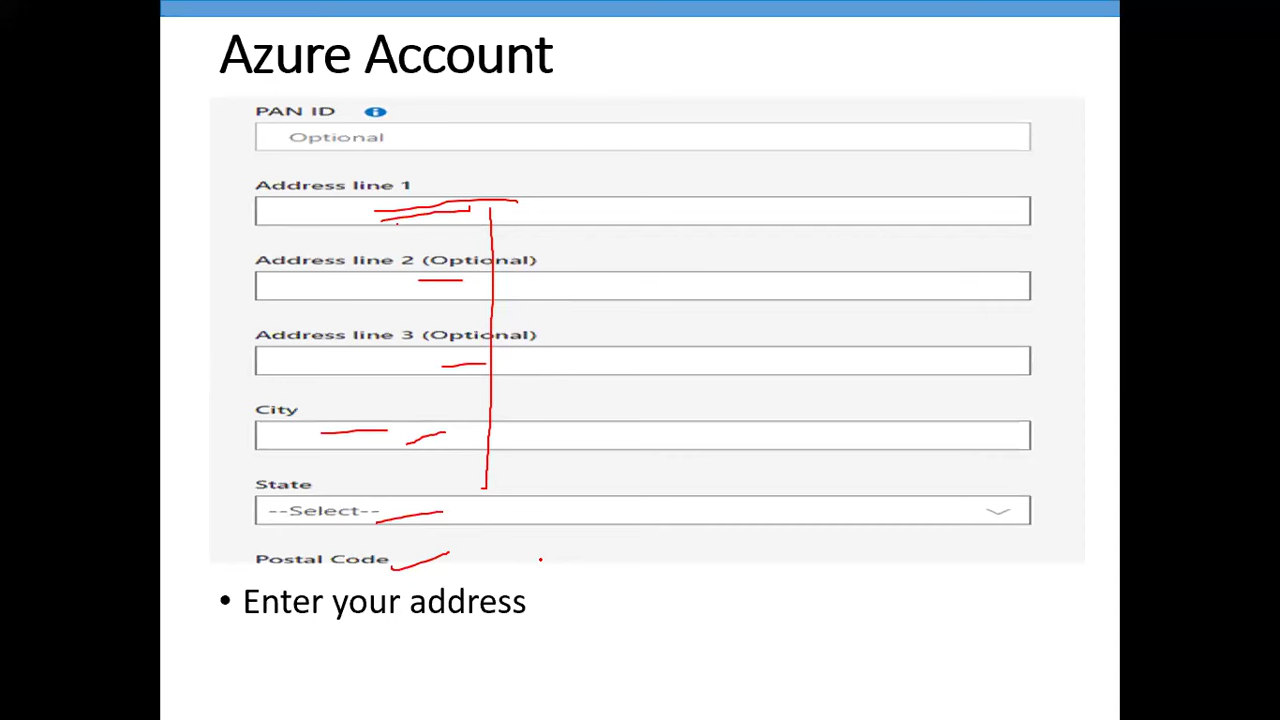 Azure Account
PAN ID
Optional
Address line 1
Address line 2 (Optional)
Address line 3 (Optional)
City
State
--Select--
Postal Code
• Enter your address